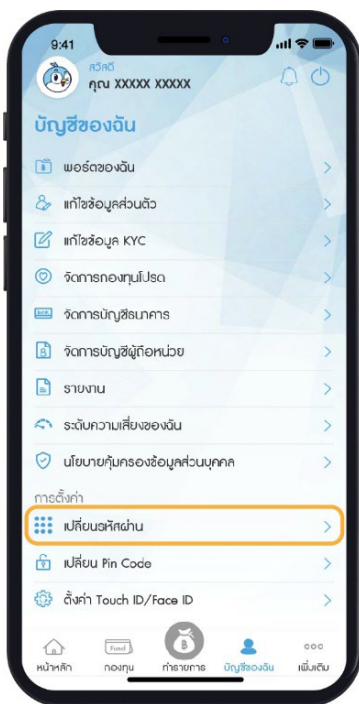 9:41
สวัสดี
คุณ XXXXX XXXXX
บัญชีของฉัน
พอร์ตของฉัน
แก้ไขข้อมูลส่วนตัว
แก้ไขข้อมูล KYC
จัดการกองทุนโปรด
จัดการบัญชีธนาคาร
จัดการบัญชีผู้ถือหน่วย
รายงาน
ระดับความเสี่ยงของฉัน
นโยบายคุ้มครองข้อมูลส่วนบุคคล
การตั้งค่า
เปลี่ยนรหัสผ่าน
เปลี่ยน Pin Code
ตั้งค่า Touch ID/Face ID
Fund
หน้าหลัก กองทุน ทำรายการ บัญชีของฉัน เพิ่มเติม